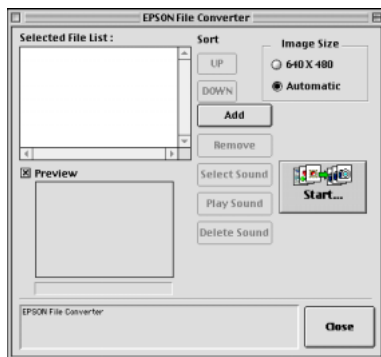 EPSON File Converter
Selected File List :
Sort
Image Size
UP
640 X 480
DOWN
Automatic
Add
Remove
Preview
Select Sound
Start...
Play Sound
Delete Sound
EPSON File Converter
Close